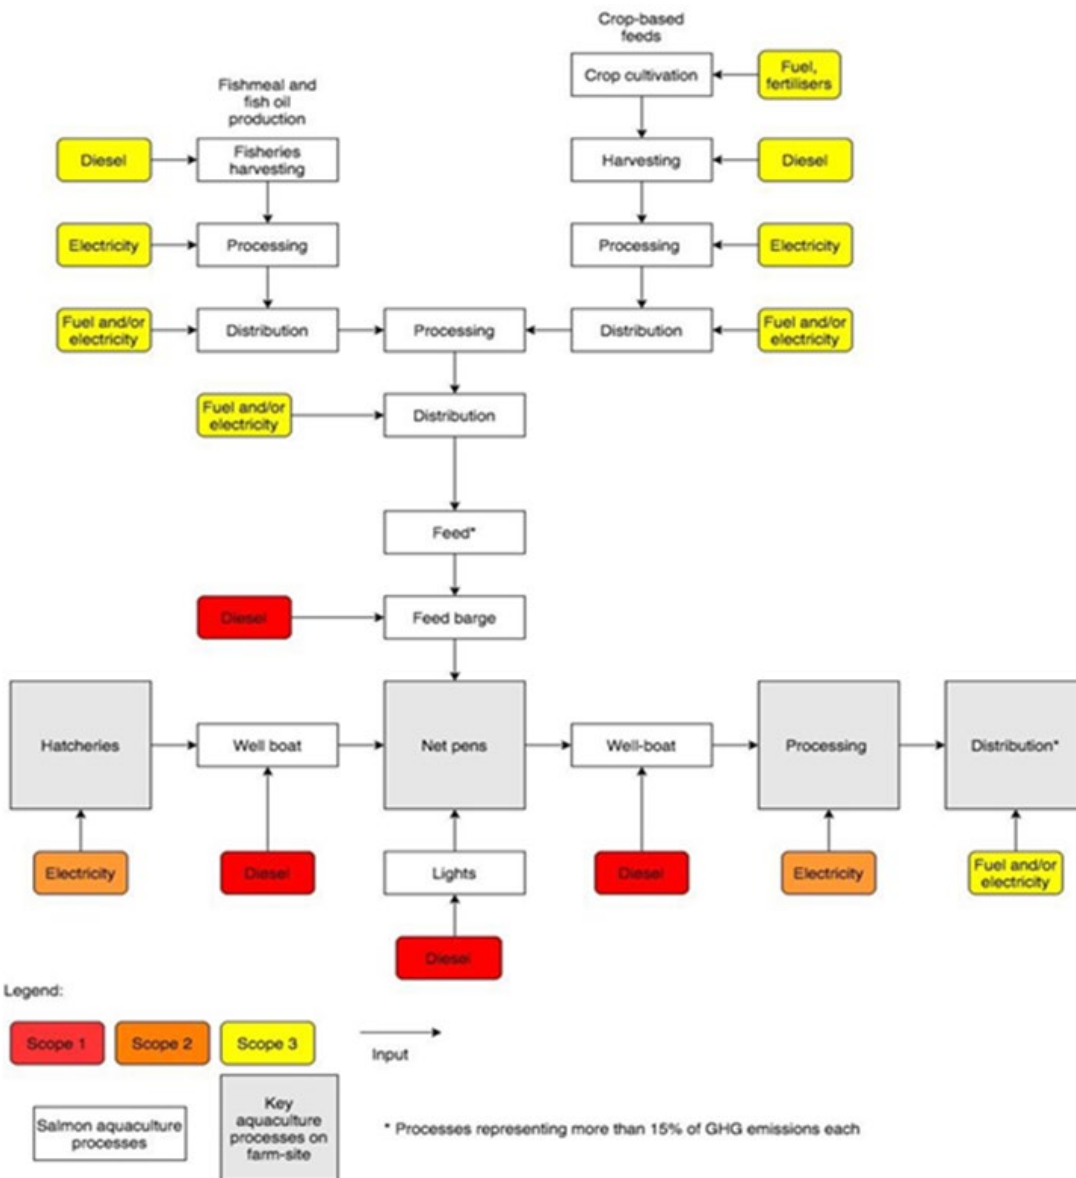 Crop-based
feeds
Crop cultivation
Fuel,
fertilisers
Fishmeal and
fish oil
production
Diesel
Fisheries
harvesting
Harvesting
Diesel
Electricity
Processing
Processing
Electricity
Fuel and/or
electricity
Distribution
Processing
Distribution
Fuel and/or
electricity
Fuel and/or
electricity
Distribution
Feed*
Diesel
Feed barge
Hatcheries
Well boat
Net pens
Well-boat
Processing
Distribution*
Electricity
Diesel
Lights
Diesel
Electricity
Fuel and/or
electricity
Diesel
Legend:
Scope 1
Scope 2
Scope 3
Input
Salmon aquaculture
processes
Key
aquaculture
processes on
farm-site
* Processes representing more than 15% of GHG emissions each